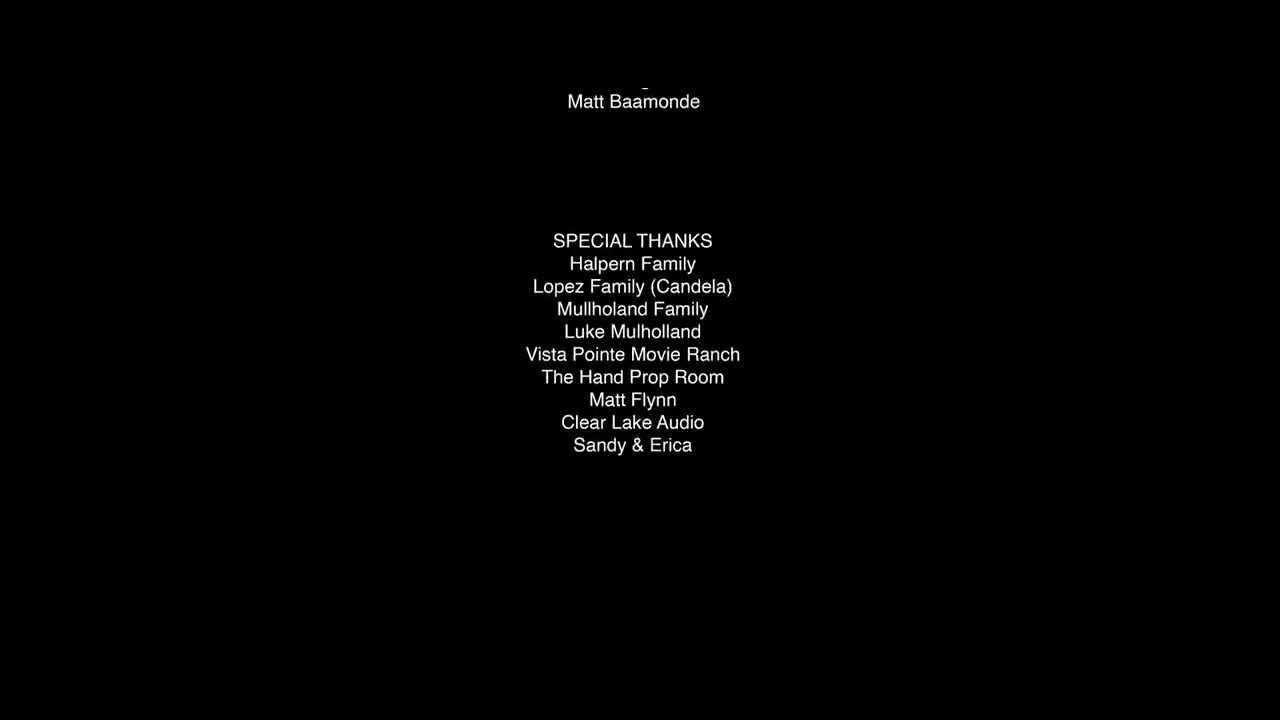 Matt Baamonde
SPECIAL THANKS
Halpern Family
Lopez Family (Candela)
Mullholand Family
Luke Mulholland
Vista Pointe Movie Ranch
The Hand Prop Room
Matt Flynn
Clear Lake Audio
Sandy & Erica